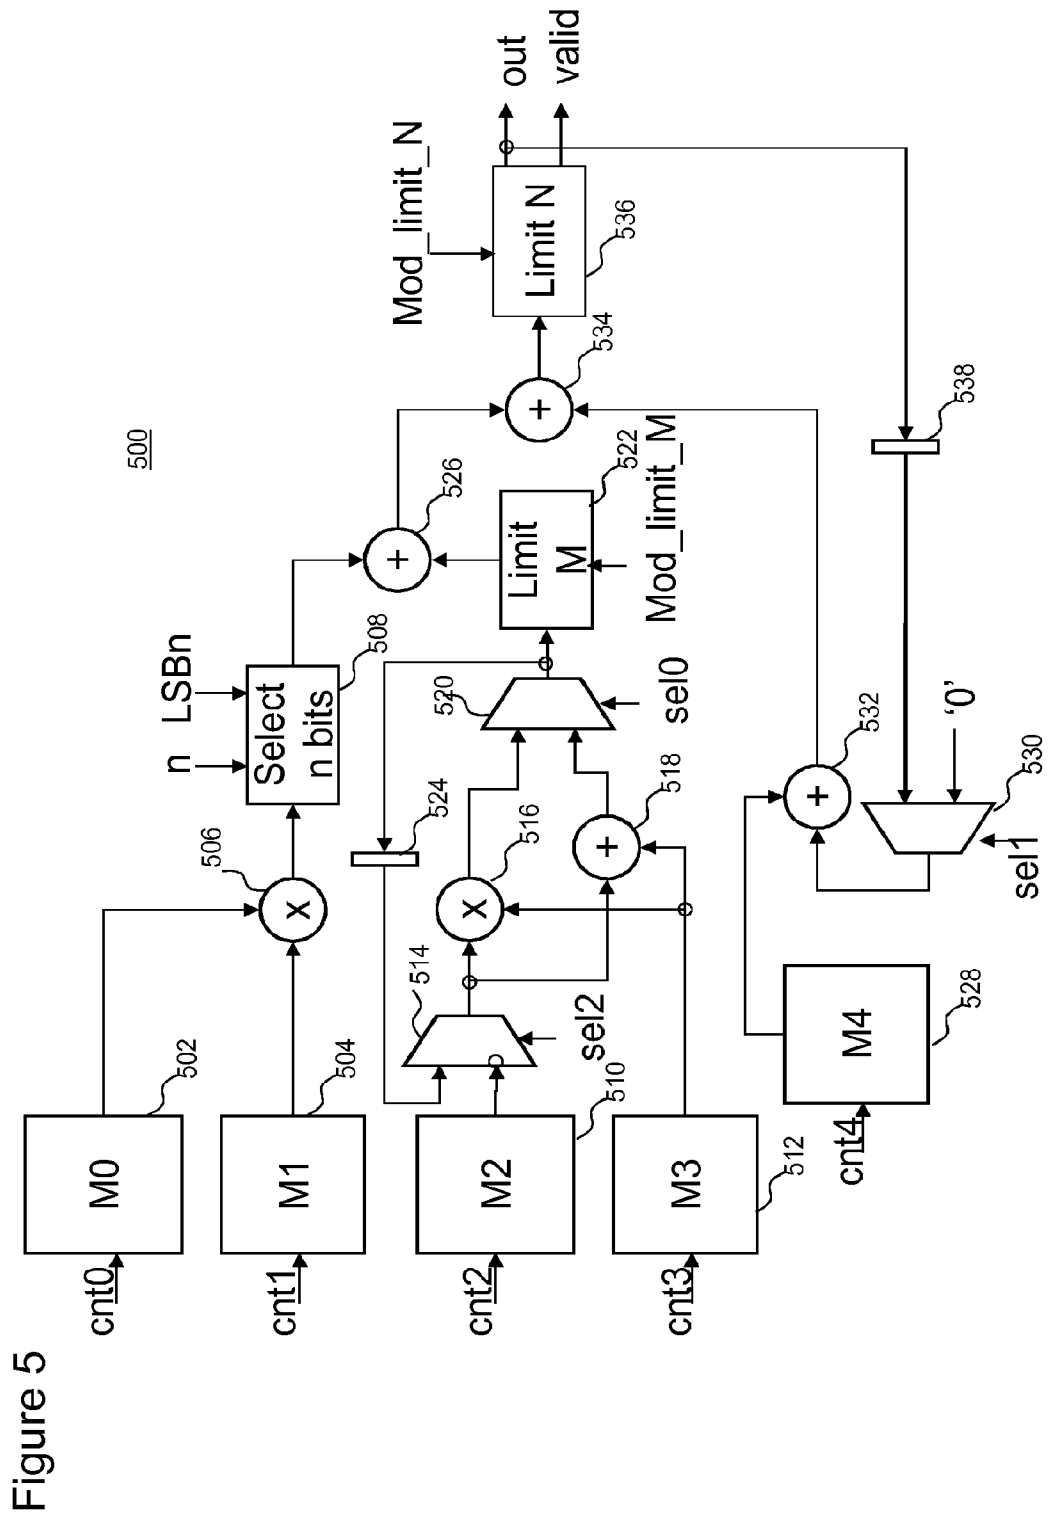 Figure 5
500
cnt0
M0
502
cnt1
M1
504
506
x
n
LSBn
Select
n bits
508
cnt2
M2
510
cnt3
M3
512
514
sel2
x
516
+
518
520
sel0
Limit
M
522
Mod_limit_M
524
+
526
cnt4
M4
528
'0'
530
sel1
+
532
+
534
Mod_limit_N
Limit N
536
out
valid
538